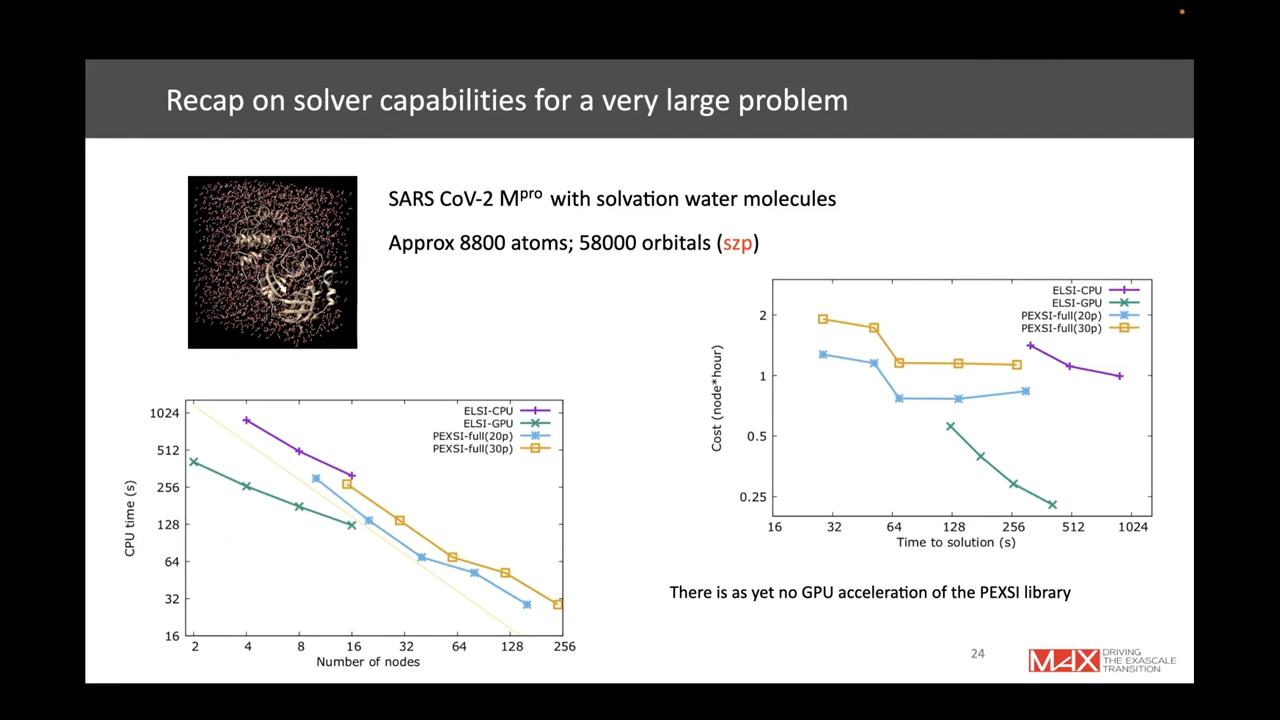 Recap on solver capabilities for a very large problem
SARS CoV-2 Mpro with solvation water molecules
Approx 8800 atoms; 58000 orbitals (szp)
ELSI-CPU
ELSI-GPU
PEXSI-full(20p)
PEXSI-full(30p)
2
1
0.5
0.25
Cost (node*hour)
16 32 64 128 256 512 1024
Time to solution (s)
ELSI-CPU
ELSI-GPU
PEXSI-full(20p)
PEXSI-full(30p)
1024
512
256
128
64
32
16
CPU time (s)
2 4 8 16 32 64 128 256
Number of nodes
There is as yet no GPU acceleration of the PEXSI library
24
MAX
DRIVING
THE EXASCALE
TRANSITION